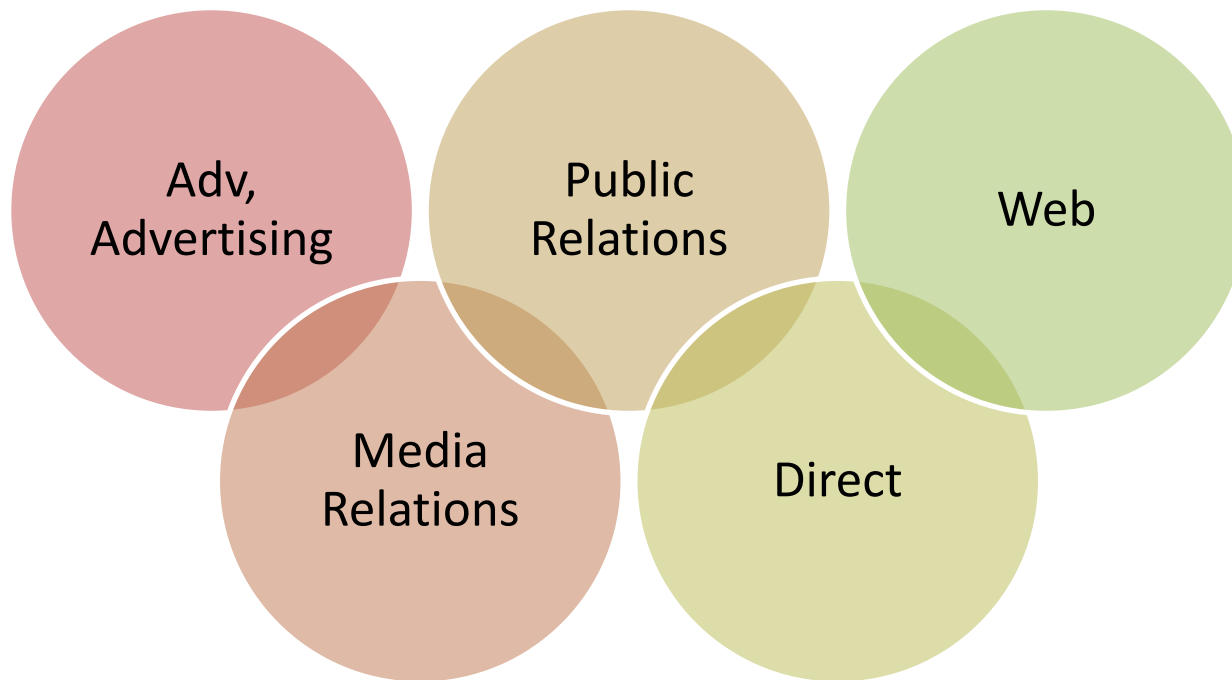 Adv,
Advertising
Public
Relations
Web
Media
Relations
Direct